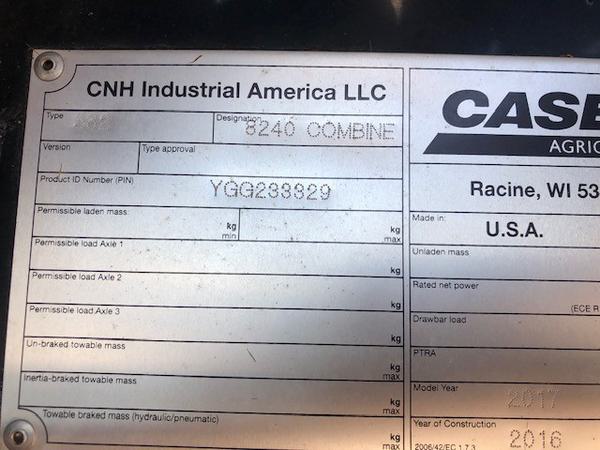 CNH Industrial America LLC
Type
Designation
8240 COMBINE
Version
Type approval
Product ID Number (PIN)
YGG233329
Permissible laden mass:
kg
min
kg
max
Permissible load Axle 1
kg
Permissible load Axle 2
kg
Permissible load Axle 3
kg
Un-braked towable mass
kg
max
Inertia-braked towable mass
kg
max
Towable braked mass (hydraulic/pneumatic)
kg
max
CASE
AGRIC
Racine, WI 53
Made in:
U.S.A.
Unladen mass
Rated net power
(ECE R
Drawbar load
PTRA
Model Year
2017
Year of Construction
2006/42/EC 1.7.3
2016